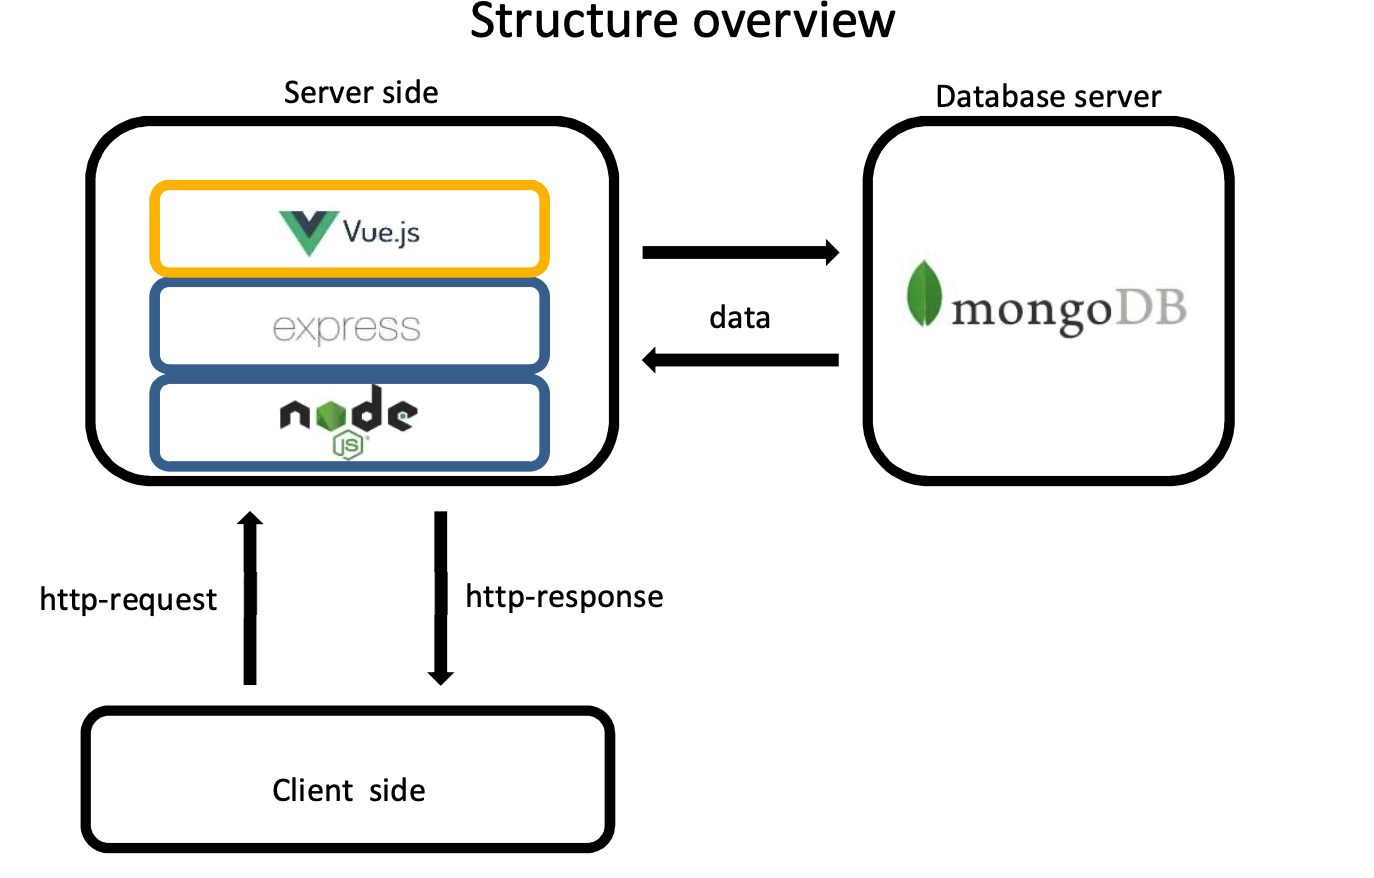 Structure overview
Server side
Database server
Vue.js
express
node
JS
data
mongoDB
http-request
http-response
Client side